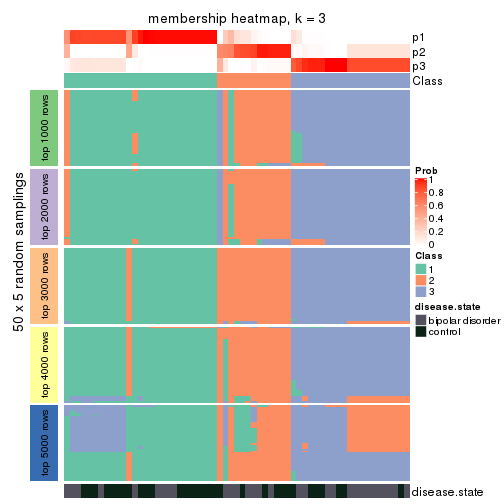 membership heatmap, k = 3
p1
p2
p3
Class
50 x 5 random samplings
top 1000 rows
top 2000 rows
top 3000 rows
top 4000 rows
top 5000 rows
Prob
1
0.8
0.6
0.4
0.2
0
Class
1
2
3
disease.state
bipolar disorder
control
disease.state